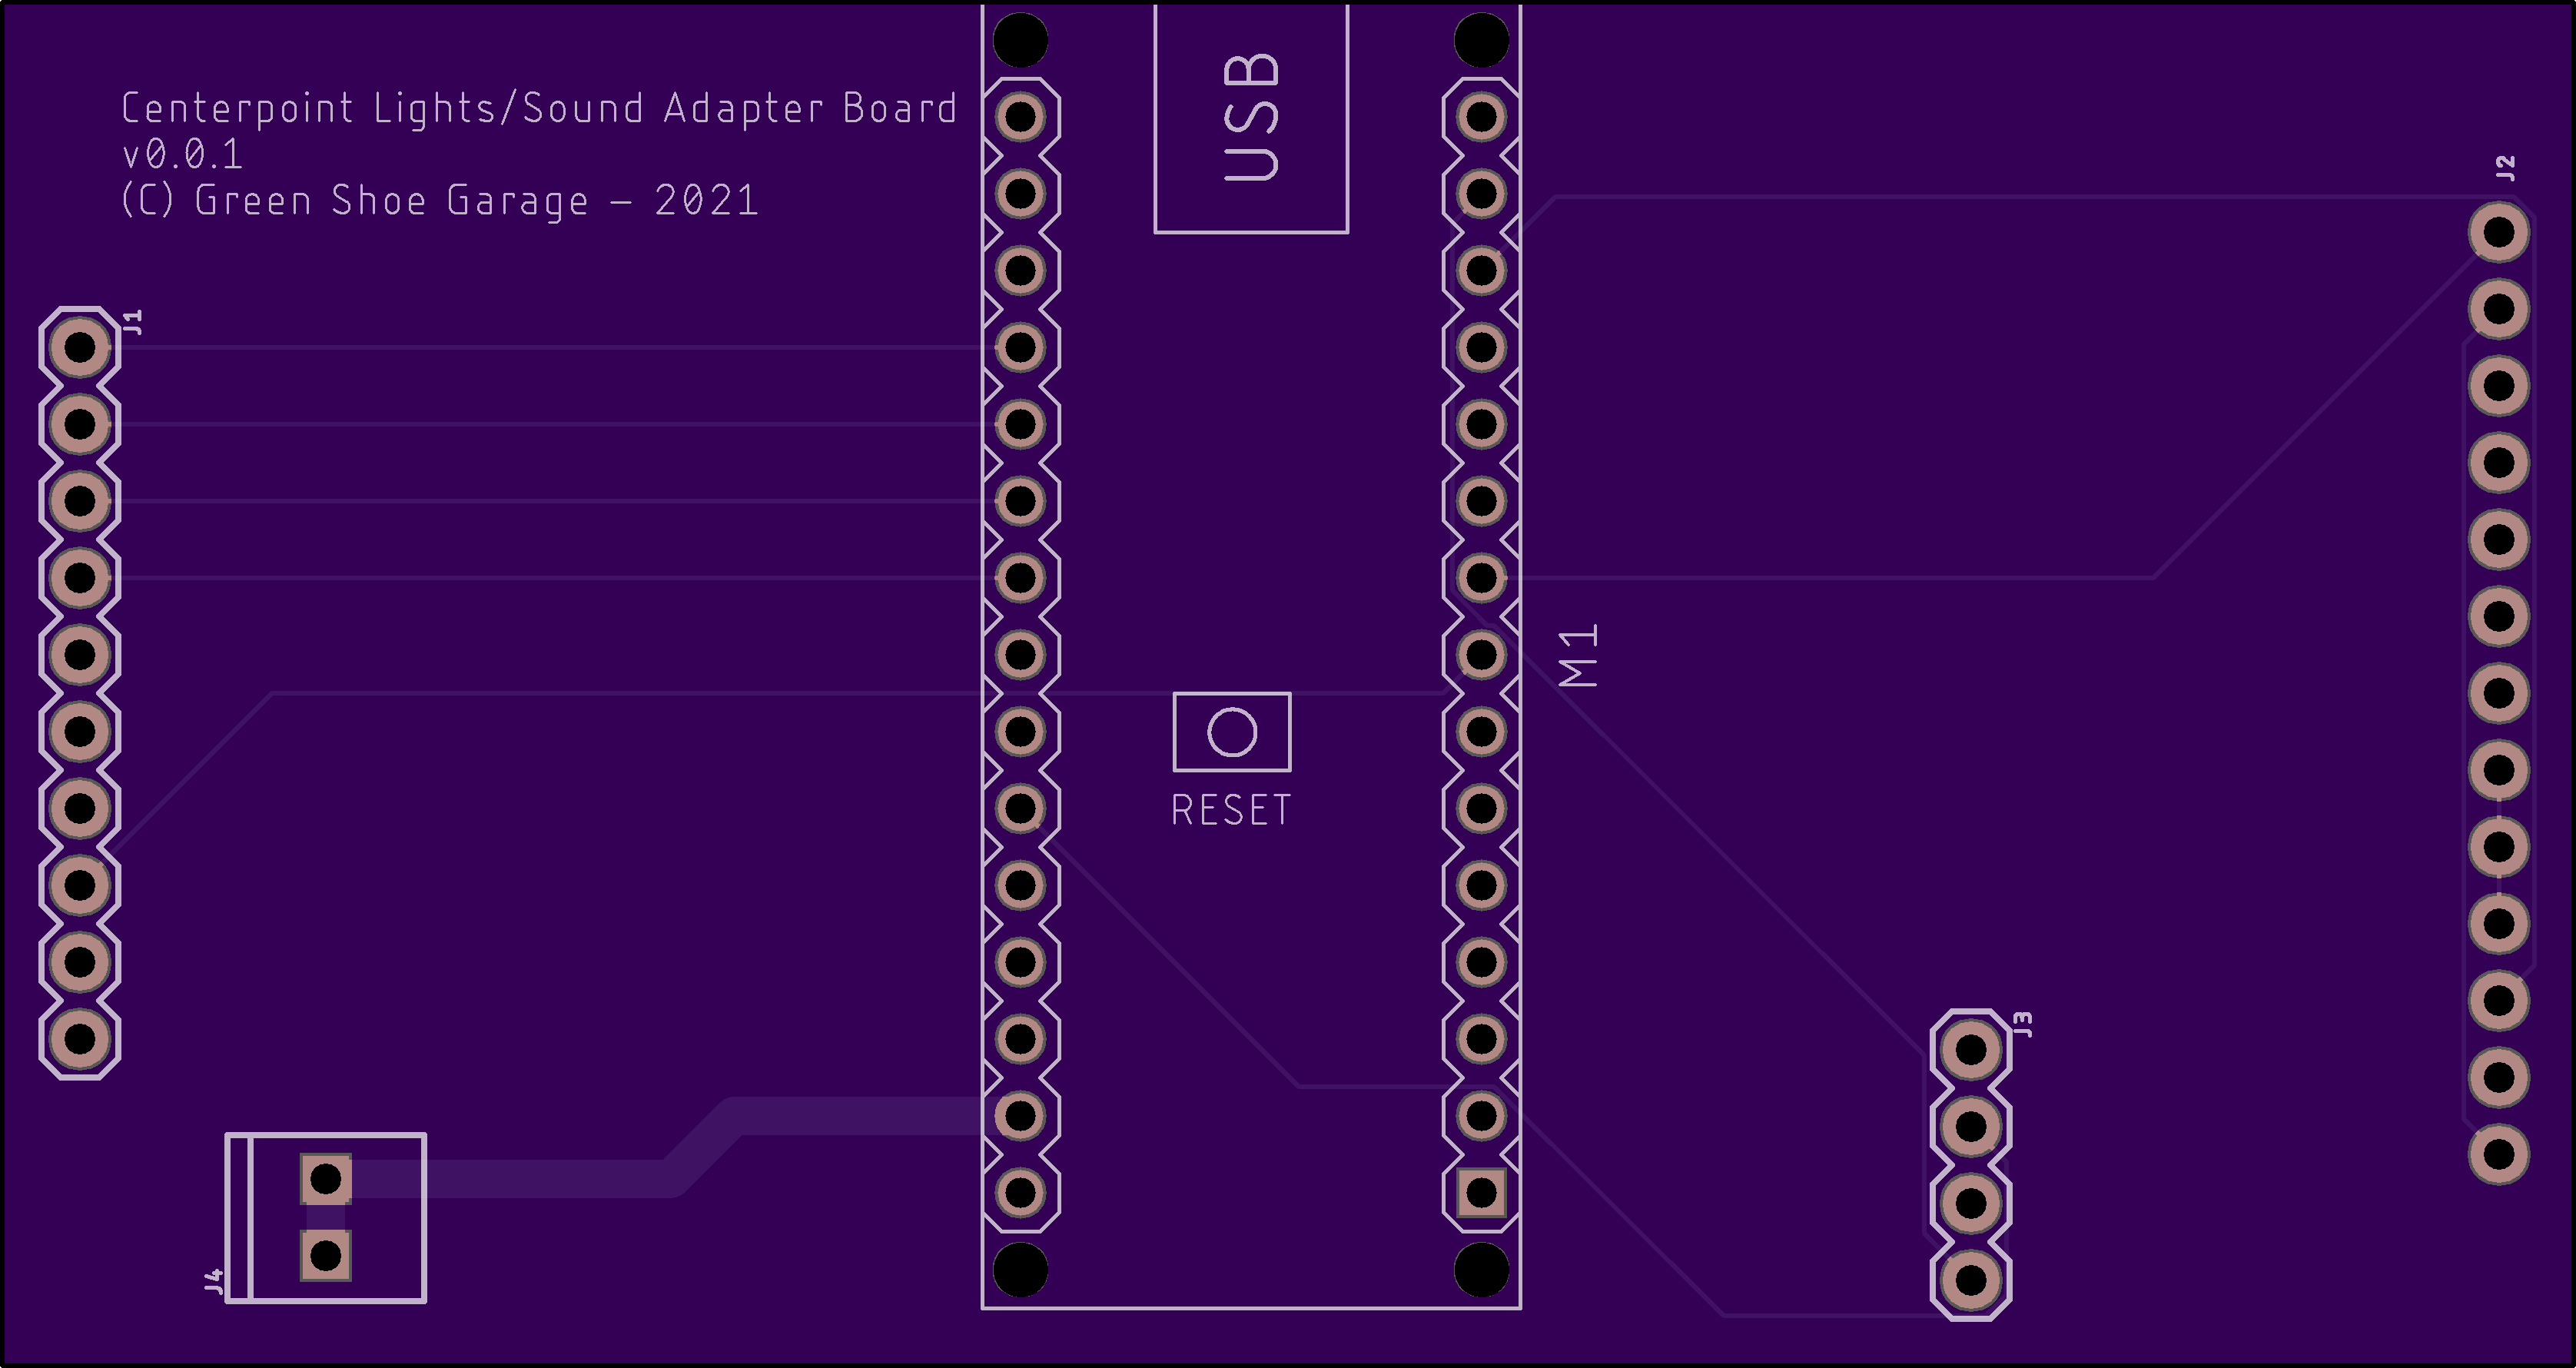 Centerpoint Lights/Sound Adapter Board
v0.0.1
(C) Green Shoe Garage - 2021
USB
J2
J1
M1
RESET
J3
J4